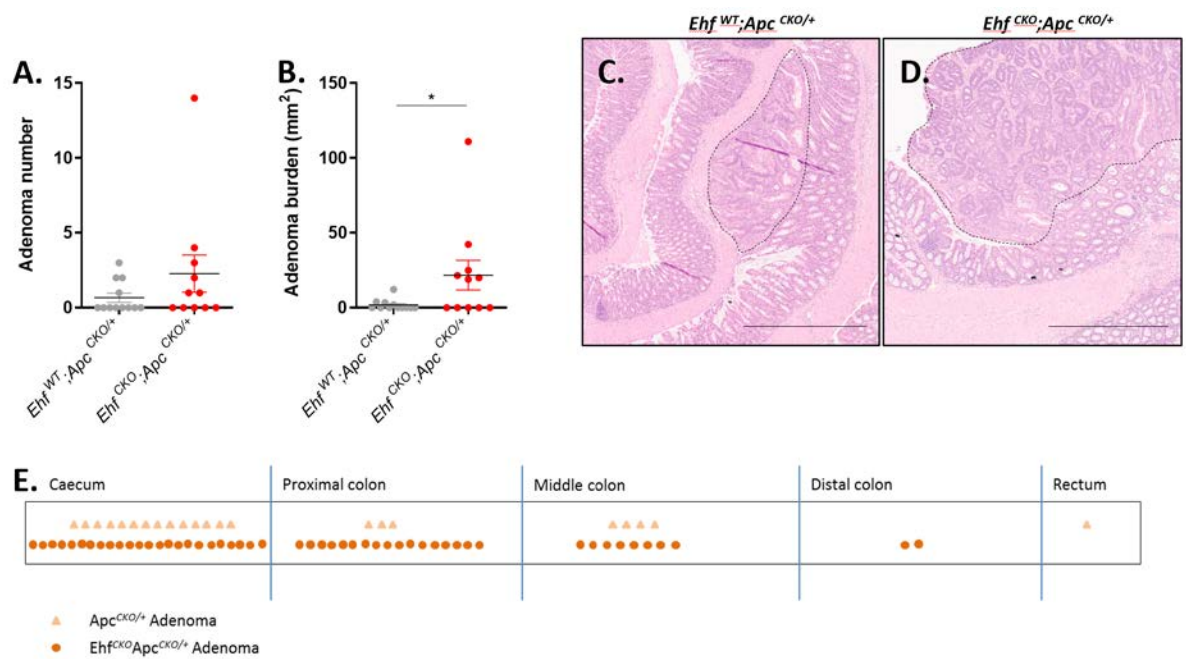 Ehf WT;Apc CKO/+
Ehf CKO;Apc CKO/+
A.
B.
C.
D.
Adenoma number
15
10
5
0
Ehf WT;Apc CKO/+
Ehf CKO;Apc CKO/+
Adenoma burden (mm2)
150
100
50
0
*
Ehf WT;Apc CKO/+
Ehf CKO;Apc CKO/+
E.
Caecum
Proximal colon
Middle colon
Distal colon
Rectum
ApcCKO/+ Adenoma
EhfCKOApcCKO/+ Adenoma